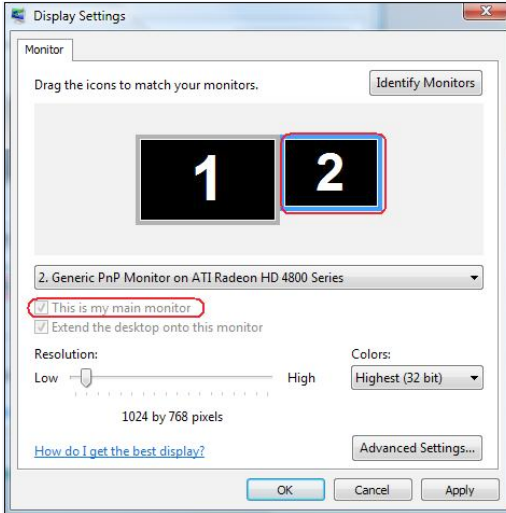 Display Settings
Monitor
Drag the icons to match your monitors.
Identify Monitors
1
2
2. Generic PnP Monitor on ATI Radeon HD 4800 Series
This is my main monitor
Extend the desktop onto this monitor
Resolution:
Colors:
Low
High
Highest (32 bit)
1024 by 768 pixels
How do I get the best display?
Advanced Settings...
OK
Cancel
Apply